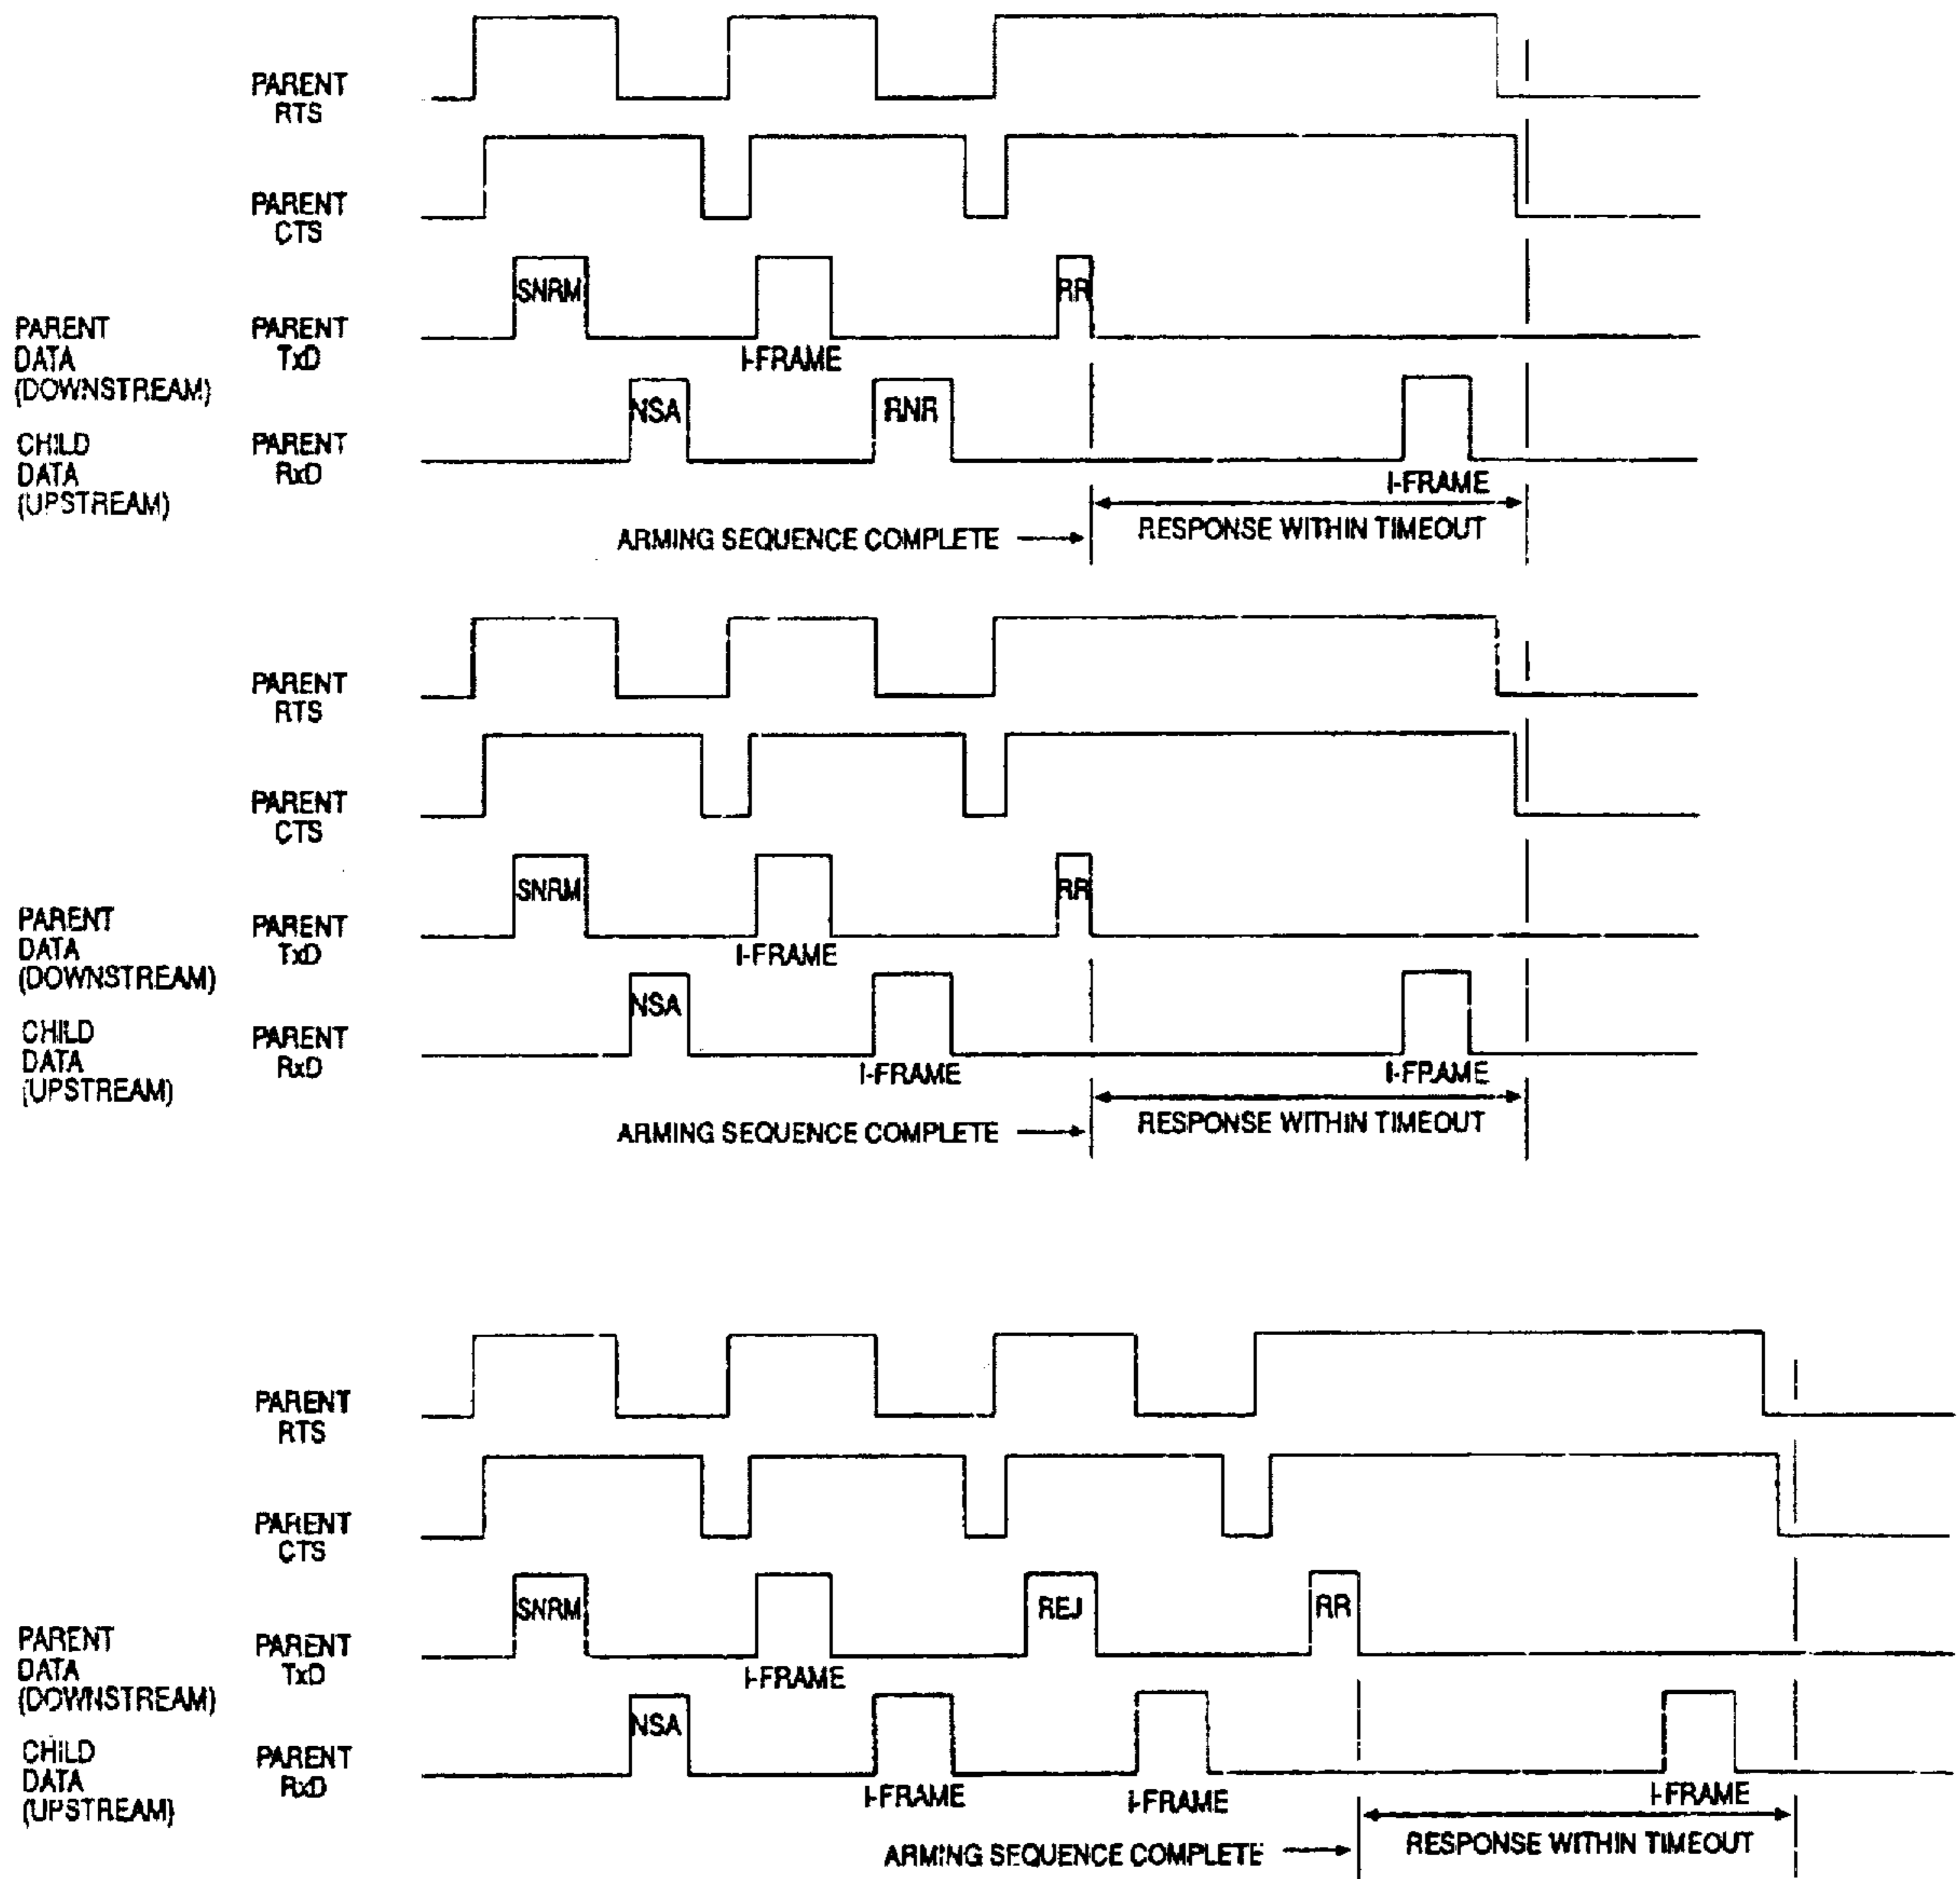 PARENT
RTS
PARENT
CTS
SNRM
RR
PARENT
DATA
(DOWNSTREAM)
PARENT
TxD
I-FRAME
NSA
RNR
CHILD
DATA
(UPSTREAM)
PARENT
RxD
I-FRAME
ARMING SEQUENCE COMPLETE
RESPONSE WITHIN TIMEOUT
PARENT
RTS
PARENT
CTS
SNRM
RR
PARENT
DATA
(DOWNSTREAM)
PARENT
TxD
I-FRAME
NSA
CHILD
DATA
(UPSTREAM)
PARENT
RxD
I-FRAME
I-FRAME
ARMING SEQUENCE COMPLETE
RESPONSE WITHIN TIMEOUT
PARENT
RTS
PARENT
CTS
SNRM
REJ
RR
PARENT
DATA
(DOWNSTREAM)
PARENT
TxD
I-FRAME
NSA
CHILD
DATA
(UPSTREAM)
PARENT
RxD
I-FRAME
I-FRAME
I-FRAME
ARMING SEQUENCE COMPLETE
RESPONSE WITHIN TIMEOUT